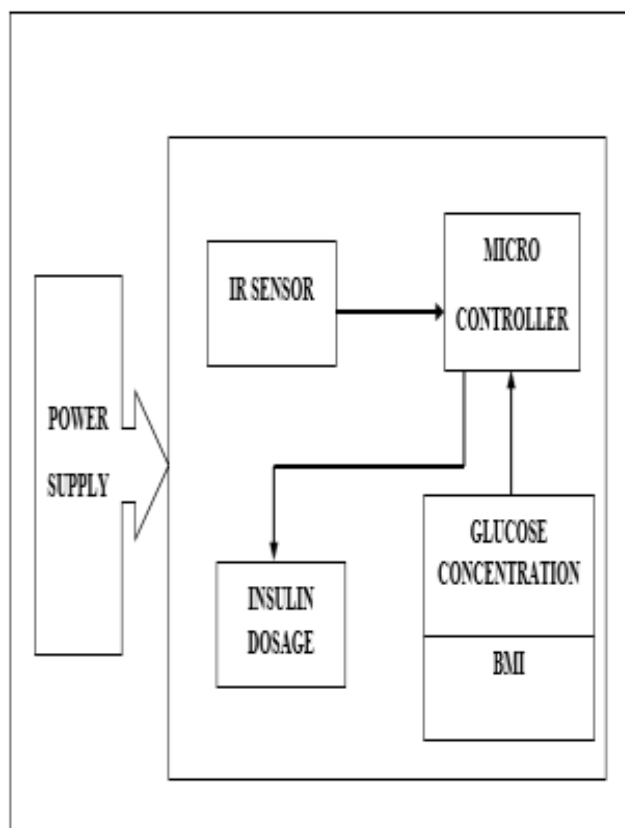 IR SENSOR
MICRO
CONTROLLER
POWER
SUPPLY
GLUCOSE
CONCENTRATION
BMI
INSULIN
DOSAGE